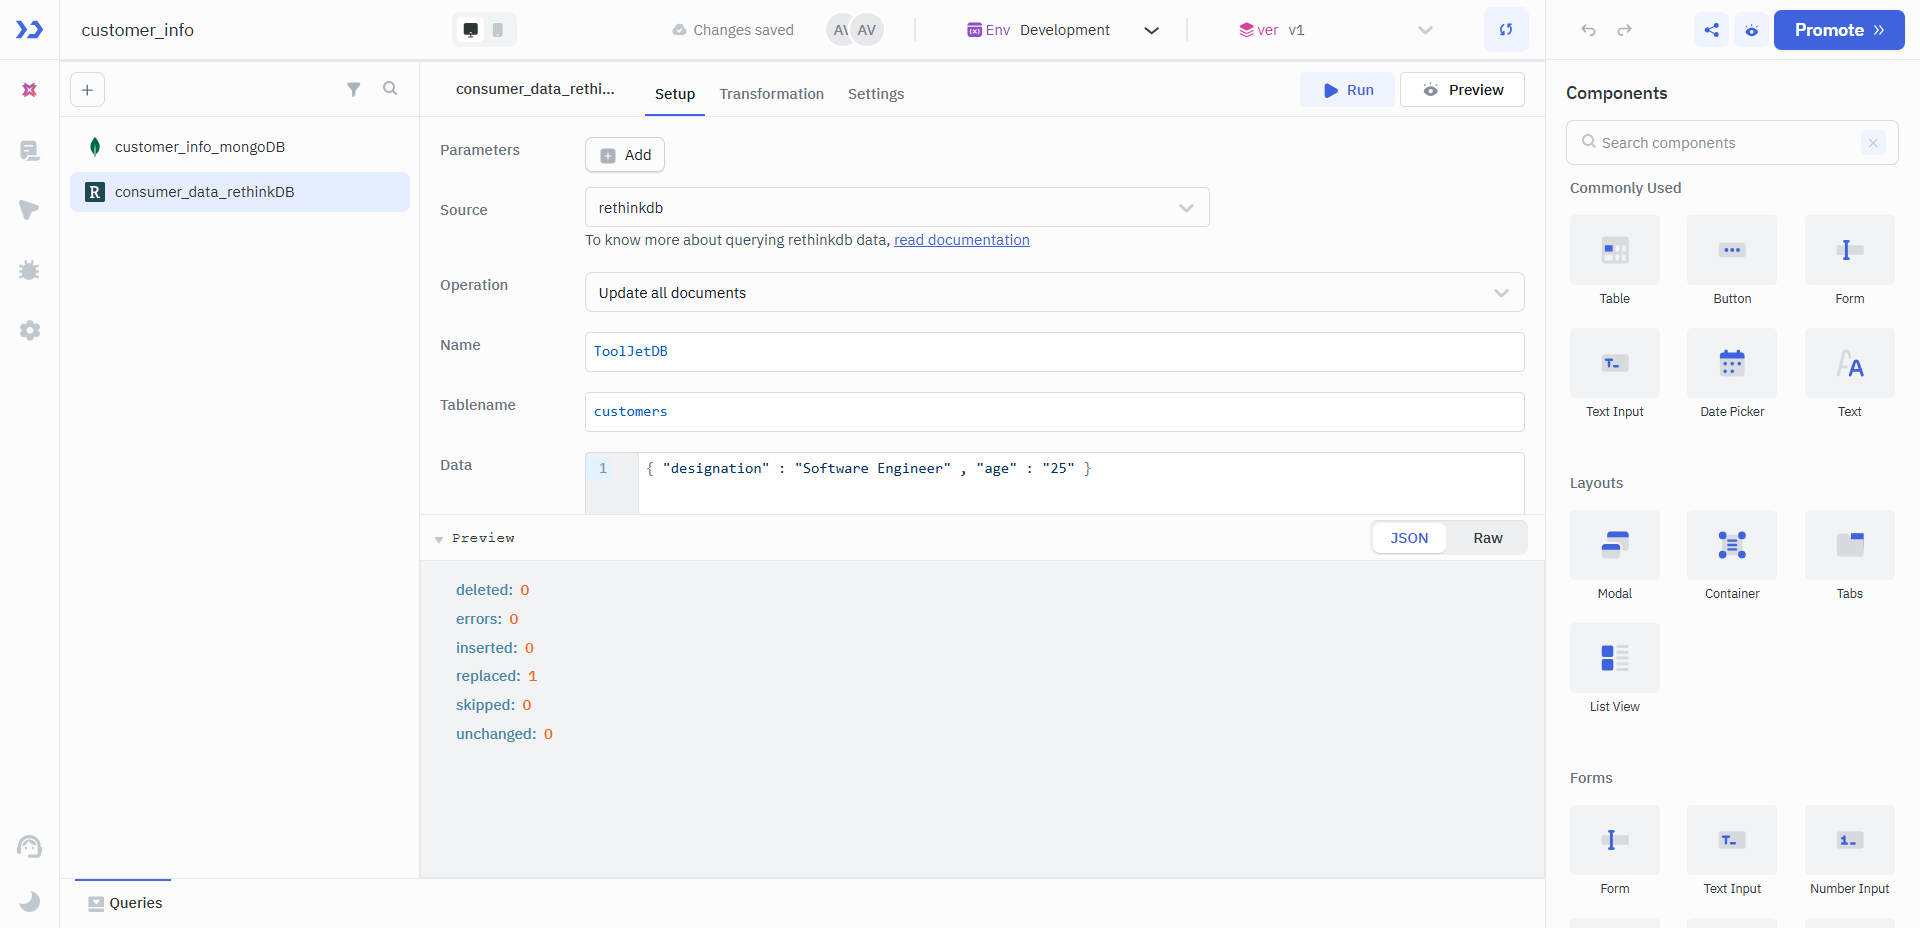 customer_info
Changes saved
AV AV
Env Development
ver v1
Promote
consumer_data_rethi...
Setup
Transformation
Settings
Run
Preview
customer_info_mongoDB
consumer_data_rethinkDB
Parameters
Add
Source
rethinkdb
To know more about querying rethinkdb data, read documentation
Operation
Update all documents
Name
ToolJetDB
Tablename
customers
Data
1
{ "designation" : "Software Engineer" , "age" : "25" }
Preview
JSON
Raw
deleted: 0
errors: 0
inserted: 0
replaced: 1
skipped: 0
unchanged: 0
Queries
Components
Search components
Commonly Used
Table
Button
Form
Text Input
Date Picker
Text
Layouts
Modal
Container
Tabs
List View
Forms
Form
Text Input
Number Input